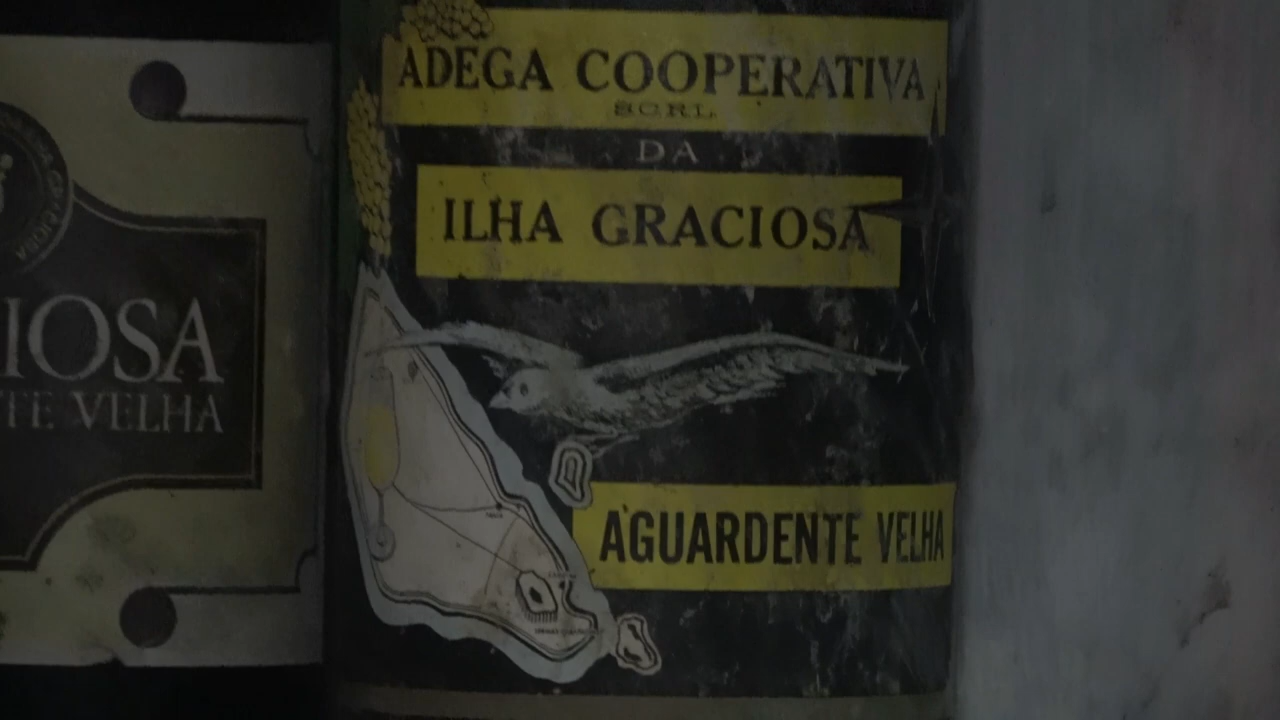 IOSA
TE VELHA
ADEGA COOPERATIVA
SCRL
DA
ILHA GRACIOSA
AGUARDENTE VELHA